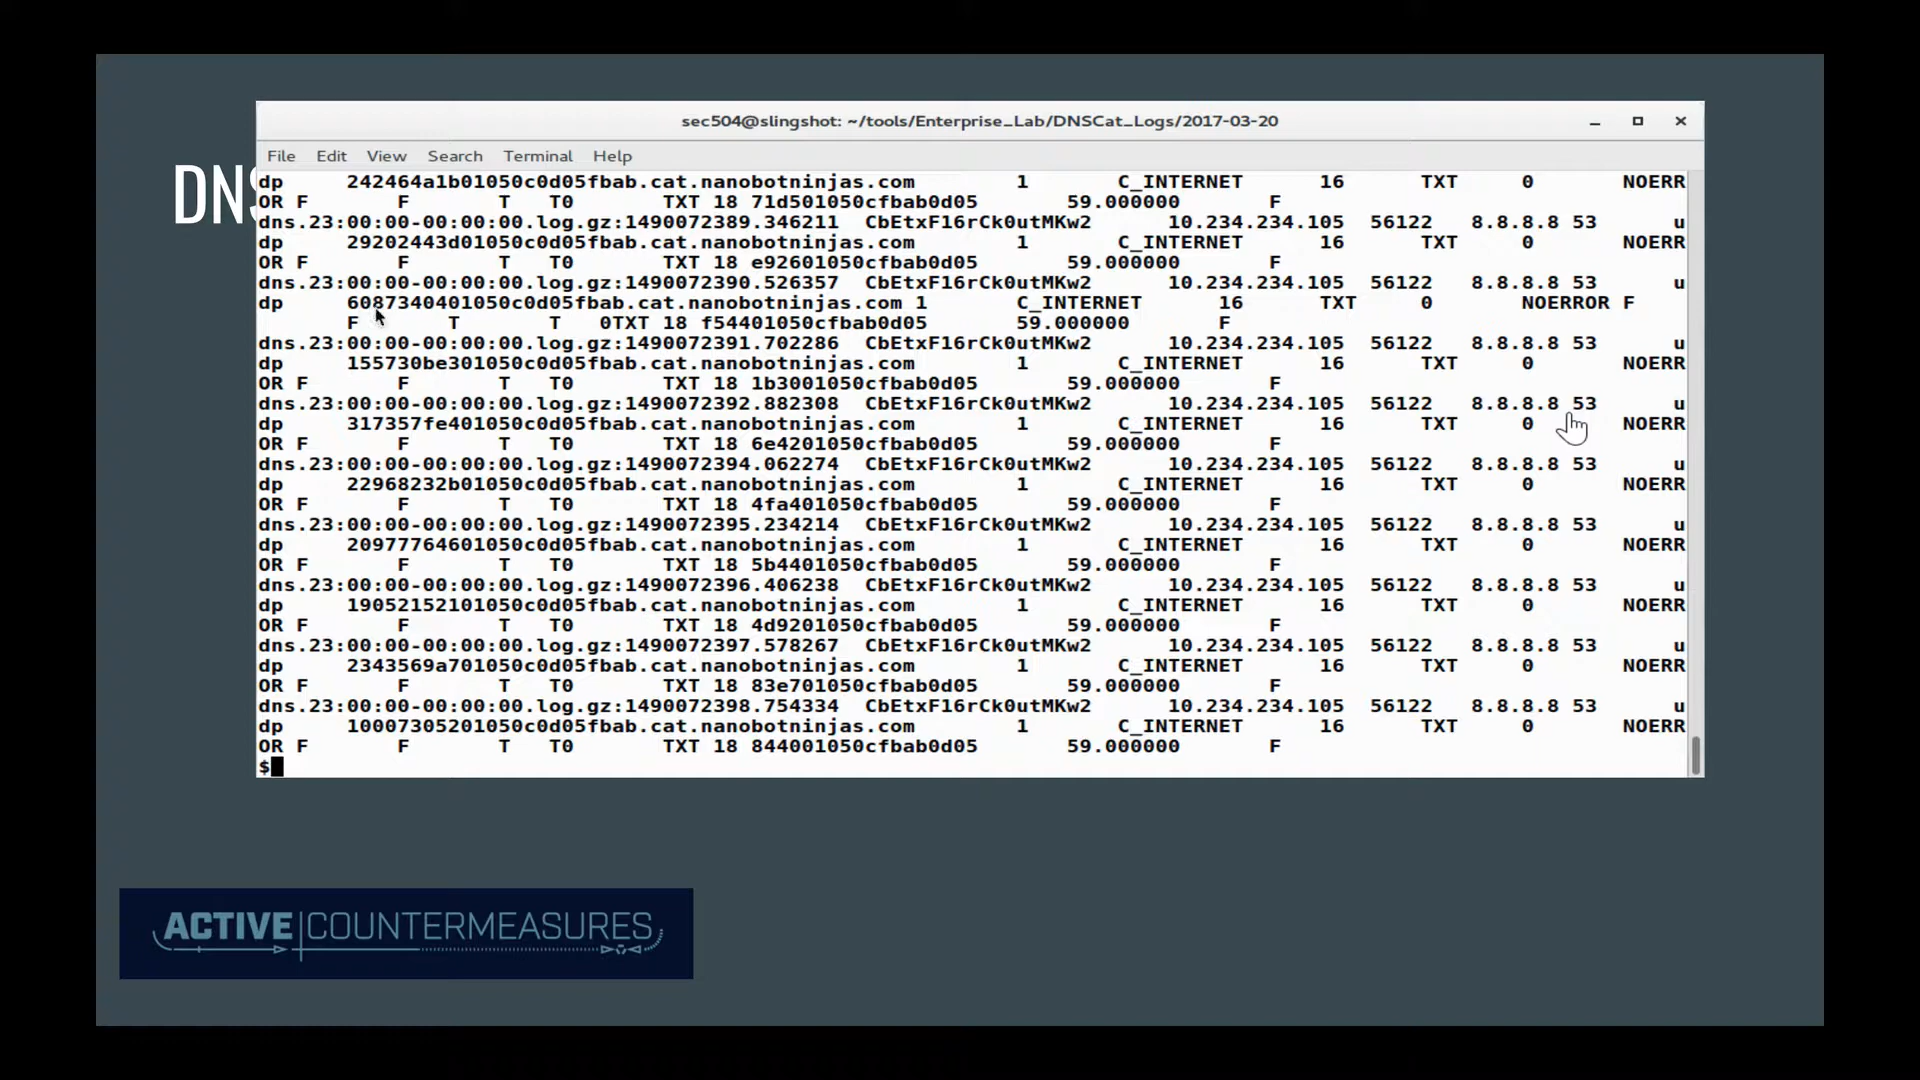 DNS
sec504@slingshot: ~/tools/Enterprise_Lab/DNSCat_Logs/2017-03-20
File Edit View Search Terminal Help
dp 242464a1b01050c0d05fbab.cat.nanobotninjas.com 1 C_INTERNET 16 TXT 0 NOERR
OR F F T T0 TXT 18 71d501050cfbab0d05 59.000000 F
dns.23:00:00-00:00:00.log.gz:1490072389.346211 CbEtxF16rCk0utMKw2 10.234.234.105 56122 8.8.8.8 53 u
dp 29202443d01050c0d05fbab.cat.nanobotninjas.com 1 C_INTERNET 16 TXT 0 NOERR
OR F F T T0 TXT 18 e92601050cfbab0d05 59.000000 F
dns.23:00:00-00:00:00.log.gz:1490072390.526357 CbEtxF16rCk0utMKw2 10.234.234.105 56122 8.8.8.8 53 u
dp 6087340401050c0d05fbab.cat.nanobotninjas.com 1 C_INTERNET 16 TXT 0 NOERROR F
F T T 0TXT 18 f54401050cfbab0d05 59.000000 F
dns.23:00:00-00:00:00.log.gz:1490072391.702286 CbEtxF16rCk0utMKw2 10.234.234.105 56122 8.8.8.8 53 u
dp 155730be301050c0d05fbab.cat.nanobotninjas.com 1 C_INTERNET 16 TXT 0 NOERR
OR F F T T0 TXT 18 1b3001050cfbab0d05 59.000000 F
dns.23:00:00-00:00:00.log.gz:1490072392.882308 CbEtxF16rCk0utMKw2 10.234.234.105 56122 8.8.8.8 53 u
dp 317357fe401050c0d05fbab.cat.nanobotninjas.com 1 C_INTERNET 16 TXT 0 NOERR
OR F F T T0 TXT 18 6e4201050cfbab0d05 59.000000 F
dns.23:00:00-00:00:00.log.gz:1490072394.062274 CbEtxF16rCk0utMKw2 10.234.234.105 56122 8.8.8.8 53 u
dp 22968232b01050c0d05fbab.cat.nanobotninjas.com 1 C_INTERNET 16 TXT 0 NOERR
OR F F T T0 TXT 18 4fa401050cfbab0d05 59.000000 F
dns.23:00:00-00:00:00.log.gz:1490072395.234214 CbEtxF16rCk0utMKw2 10.234.234.105 56122 8.8.8.8 53 u
dp 20977764601050c0d05fbab.cat.nanobotninjas.com 1 C_INTERNET 16 TXT 0 NOERR
OR F F T T0 TXT 18 5b4401050cfbab0d05 59.000000 F
dns.23:00:00-00:00:00.log.gz:1490072396.406238 CbEtxF16rCk0utMKw2 10.234.234.105 56122 8.8.8.8 53 u
dp 19052152101050c0d05fbab.cat.nanobotninjas.com 1 C_INTERNET 16 TXT 0 NOERR
OR F F T T0 TXT 18 4d9201050cfbab0d05 59.000000 F
dns.23:00:00-00:00:00.log.gz:1490072397.578267 CbEtxF16rCk0utMKw2 10.234.234.105 56122 8.8.8.8 53 u
dp 2343569a701050c0d05fbab.cat.nanobotninjas.com 1 C_INTERNET 16 TXT 0 NOERR
OR F F T T0 TXT 18 83e701050cfbab0d05 59.000000 F
dns.23:00:00-00:00:00.log.gz:1490072398.754334 CbEtxF16rCk0utMKw2 10.234.234.105 56122 8.8.8.8 53 u
dp 10007305201050c0d05fbab.cat.nanobotninjas.com 1 C_INTERNET 16 TXT 0 NOERR
OR F F T T0 TXT 18 844001050cfbab0d05 59.000000 F
$
ACTIVE COUNTERMEASURES